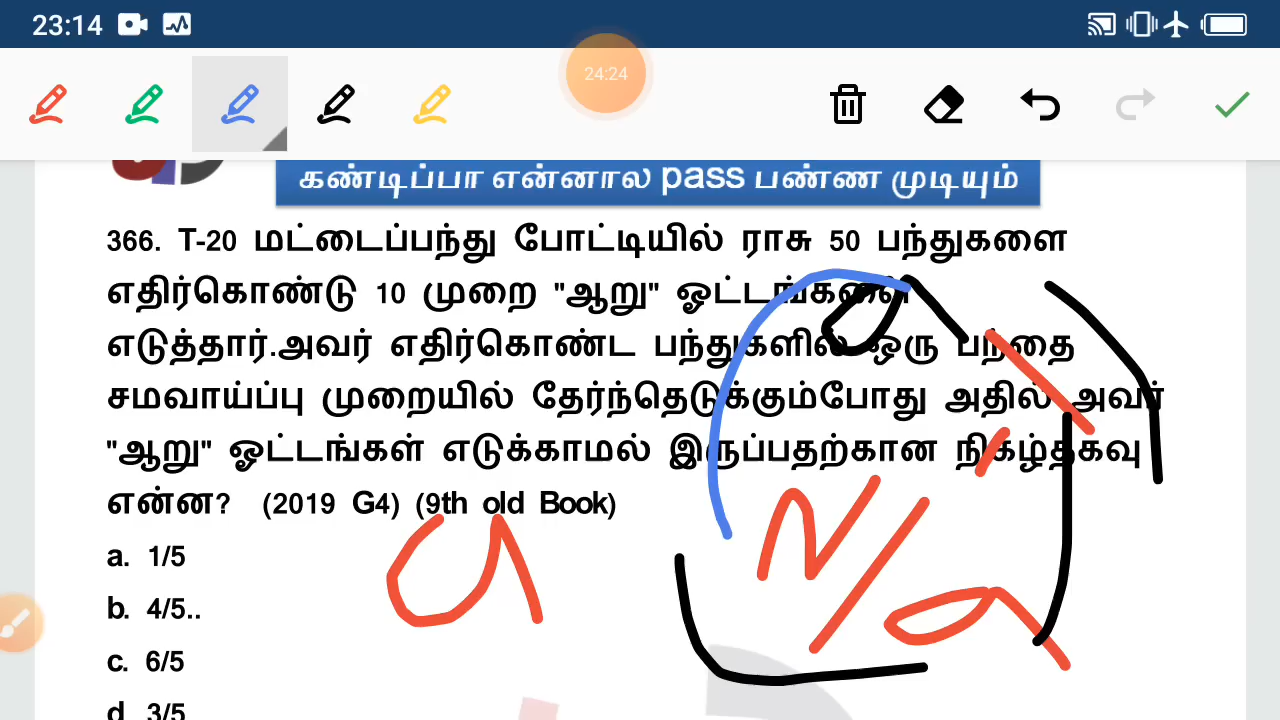 23:14
24:24
கண்டிப்பா என்னால pass பண்ண முடியும்
366. T-20 மட்டைப்பந்து போட்டியில் ராசு 50 பந்துகளை
எதிர்கொண்டு 10 முறை "ஆறு" ஓட்டங்களை
எடுத்தார்.அவர் எதிர்கொண்ட பந்துகளில் ஒரு பந்தை
சமவாய்ப்பு முறையில் தேர்ந்தெடுக்கும்போது அதில் அவர்
"ஆறு" ஓட்டங்கள் எடுக்காமல் இருப்பதற்கான நிகழ்தகவு
என்ன? (2019 G4) (9th old Book)
a. 1/5
b. 4/5..
c. 6/5
d 3/5